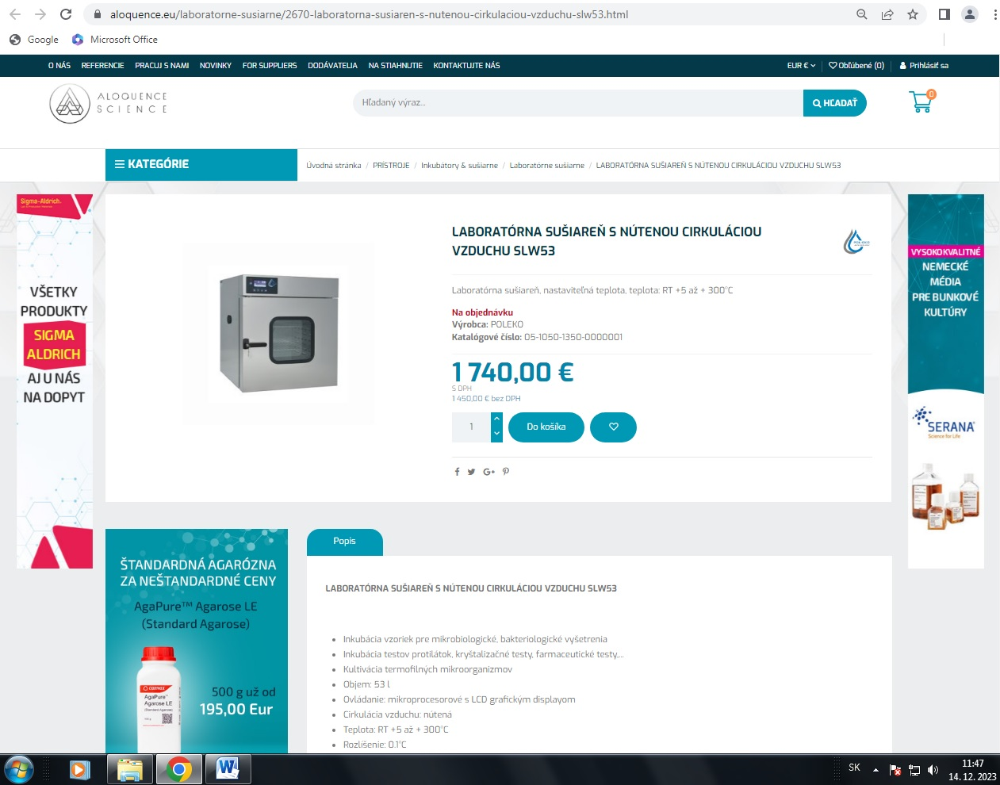 aloquence.eu/laboratorne-susiarne/2670-laboratorna-susiaren-s-nutenou-cirkulaciou-vzduchu-slw53.html
Google Microsoft Office
O NÁS REFERENCIE PRACUJ S NAMI NOVINKY FOR SUPPLIERS DODÁVATELIA NA STIAHNUTIE KONTAKTUJTE NÁS EUR € Obľúbené (0) Prihlásiť sa
ALOQUENCE
SCIENCE
Hľadaný výraz...
HĽADAŤ
0
KATEGÓRIE
Úvodná stránka / PRÍSTROJE / Inkubátory & sušiarne / Laboratórne sušiarne / LABORATÓRNA SUŠIAREŇ S NÚTENOU CIRKULÁCIOU VZDUCHU SLW53
Sigma-Aldrich
VŠETKY
PRODUKTY
SIGMA
ALDRICH
AJ U NÁS
NA DOPYT
LABORATÓRNA SUŠIAREŇ S NÚTENOU CIRKULÁCIOU
VZDUCHU SLW53
POL-EKO
Laboratórna sušiareň, nastaviteľná teplota, teplota: RT +5 až + 300°C
Na objednávku
Výrobca: POLEKO
Katalógové číslo: 05-1050-1350-0000001
1 740,00 €
S DPH
1 450,00 € bez DPH
1
Do košíka
VYSOKOKVALITNÉ
NEMECKÉ
MÉDIA
PRE BUNKOVÉ
KULTÚRY
SERANA
Science for Life
ŠTANDARDNÁ AGARÓZNA
ZA NEŠTANDARDNÉ CENY
AgaPure™ Agarose LE
(Standard Agarose)
AgaPure™
Agarose LE
(Standard Agarose)
500 g už od
195,00 Eur
Popis
LABORATÓRNA SUŠIAREŇ S NÚTENOU CIRKULÁCIOU VZDUCHU SLW53
Inkubácia vzoriek pre mikrobiologické, bakteriologické vyšetrenia
Inkubácia testov protilátok, kryštalizačné testy, farmaceutické testy,...
Kultivácia termofilných mikroorganizmov
Objem: 53 l
Ovládanie: mikroprocesorové s LCD grafickým displayom
Cirkulácia vzduchu: nútená
Teplota: RT +5 až + 300°C
Rozlíšenie: 0.1°C
SK
11:47
14. 12. 2023